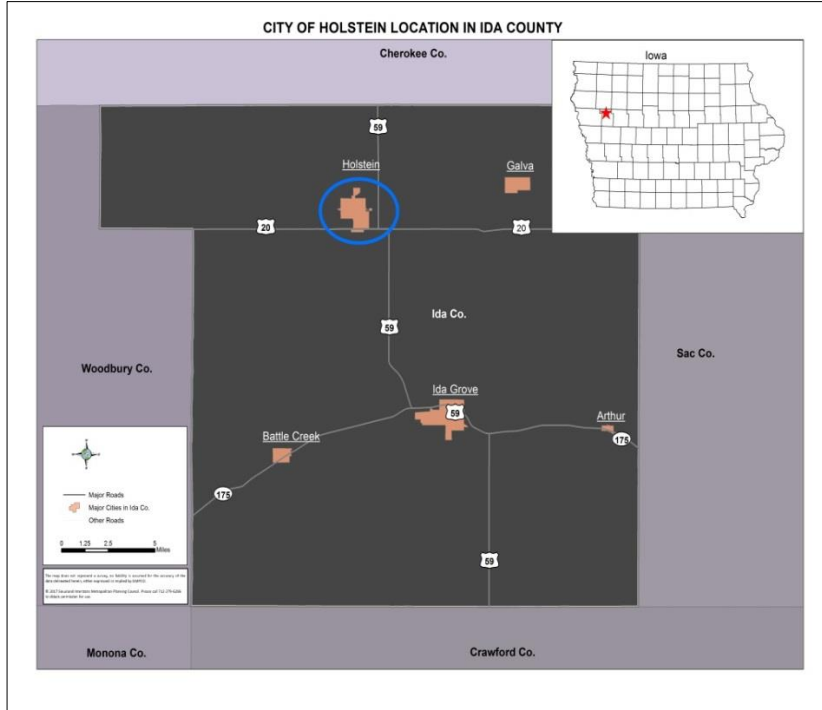 CITY OF HOLSTEIN LOCATION IN IDA COUNTY
Cherokee Co.
Iowa
59
Holstein
Galva
20
20
59
Ida Co.
Sac Co.
Woodbury Co.
Ida Grove
59
Arthur
Battle Creek
175
175
59
Major Roads
Major Cities in Ida Co.
Other Roads
0 1.25 2.5 5
Miles
Monona Co.
Crawford Co.